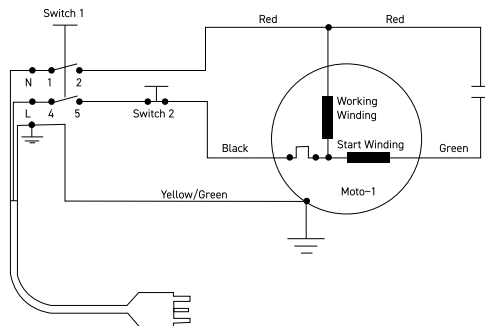 Switch 1
Red
Red
N
1
2
L
4
5
Switch 2
Working
Winding
Black
Start Winding
Green
Moto-1
Yellow/Green